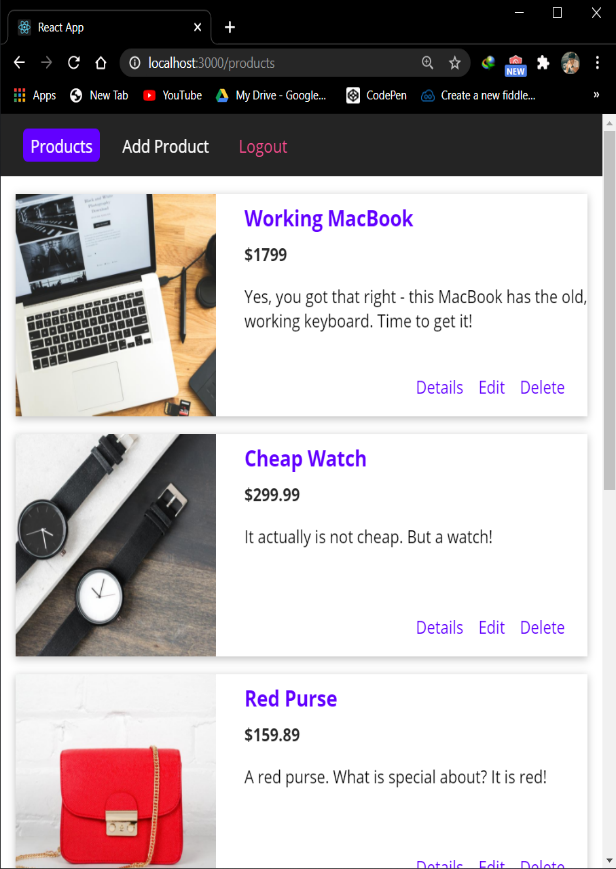 React App
localhost:3000/products
NEW
Apps
New Tab
YouTube
My Drive - Google...
CodePen
Create a new fiddle...
»
Products
Add Product
Logout
Working MacBook
$1799
Yes, you got that right - this MacBook has the old,
working keyboard. Time to get it!
Details Edit Delete
Cheap Watch
$299.99
It actually is not cheap. But a watch!
Details Edit Delete
Red Purse
$159.89
A red purse. What is special about? It is red!
Details Edit Delete